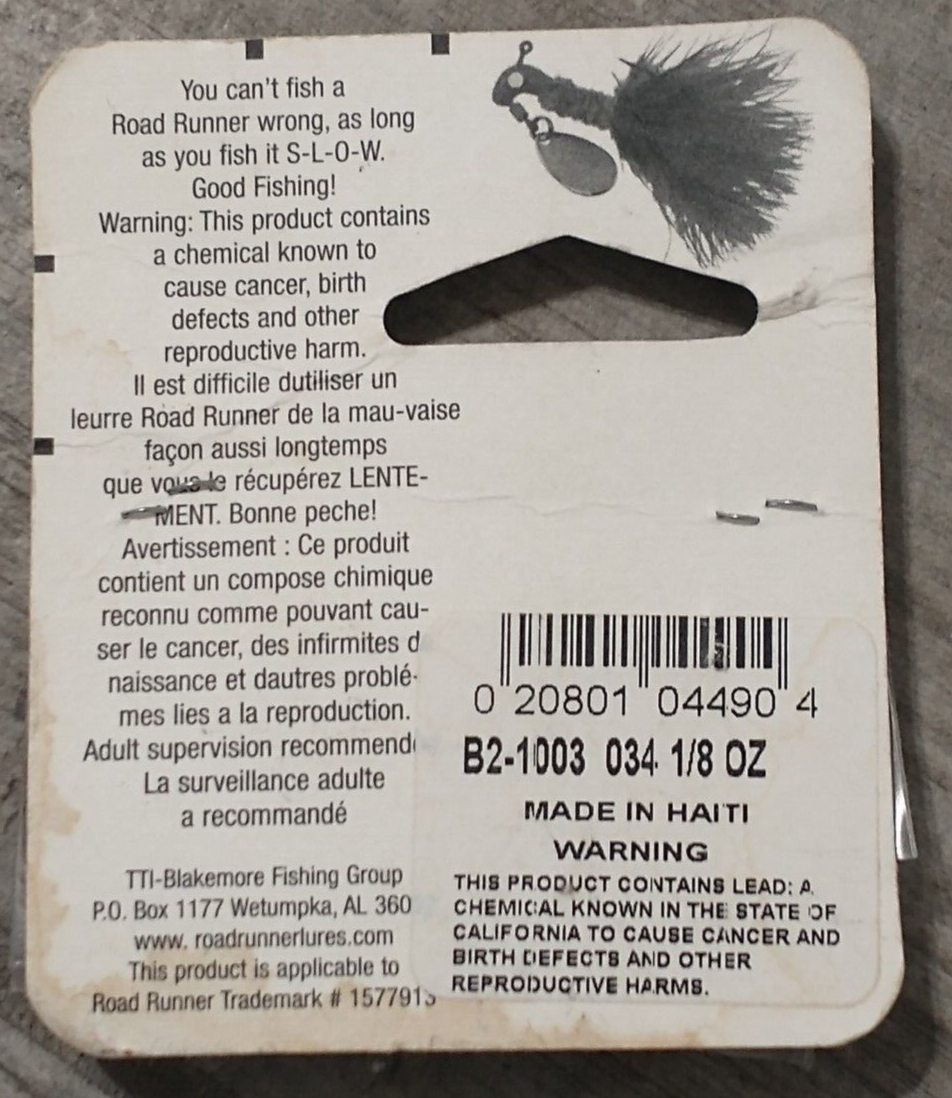 You can't fish a
Road Runner wrong, as long
as you fish it S-L-O-W.
Good Fishing!
Warning: This product contains
a chemical known to
cause cancer, birth
defects and other
reproductive harm.
Il est difficile dutiliser un
leurre Road Runner de la mau-vaise
façon aussi longtemps
que vous le récupérez LENTE-
MENT. Bonne peche!
Avertissement : Ce produit
contient un compose chimique
reconnu comme pouvant cau-
ser le cancer, des infirmites d
naissance et dautres problé-
mes lies a la reproduction.
Adult supervision recommend
La surveillance adulte
a recommandé
TTI-Blakemore Fishing Group
P.O. Box 1177 Wetumpka, AL 360
www. roadrunnerlures.com
This product is applicable to
Road Runner Trademark # 157791
0 20801 04490 4
B2-1003 034 1/8 OZ
MADE IN HAITI
WARNING
THIS PRODUCT CONTAINS LEAD: A
CHEMICAL KNOWN IN THE STATE OF
CALIFORNIA TO CAUSE CANCER AND
BIRTH DEFECTS AND OTHER
REPRODUCTIVE HARMS.